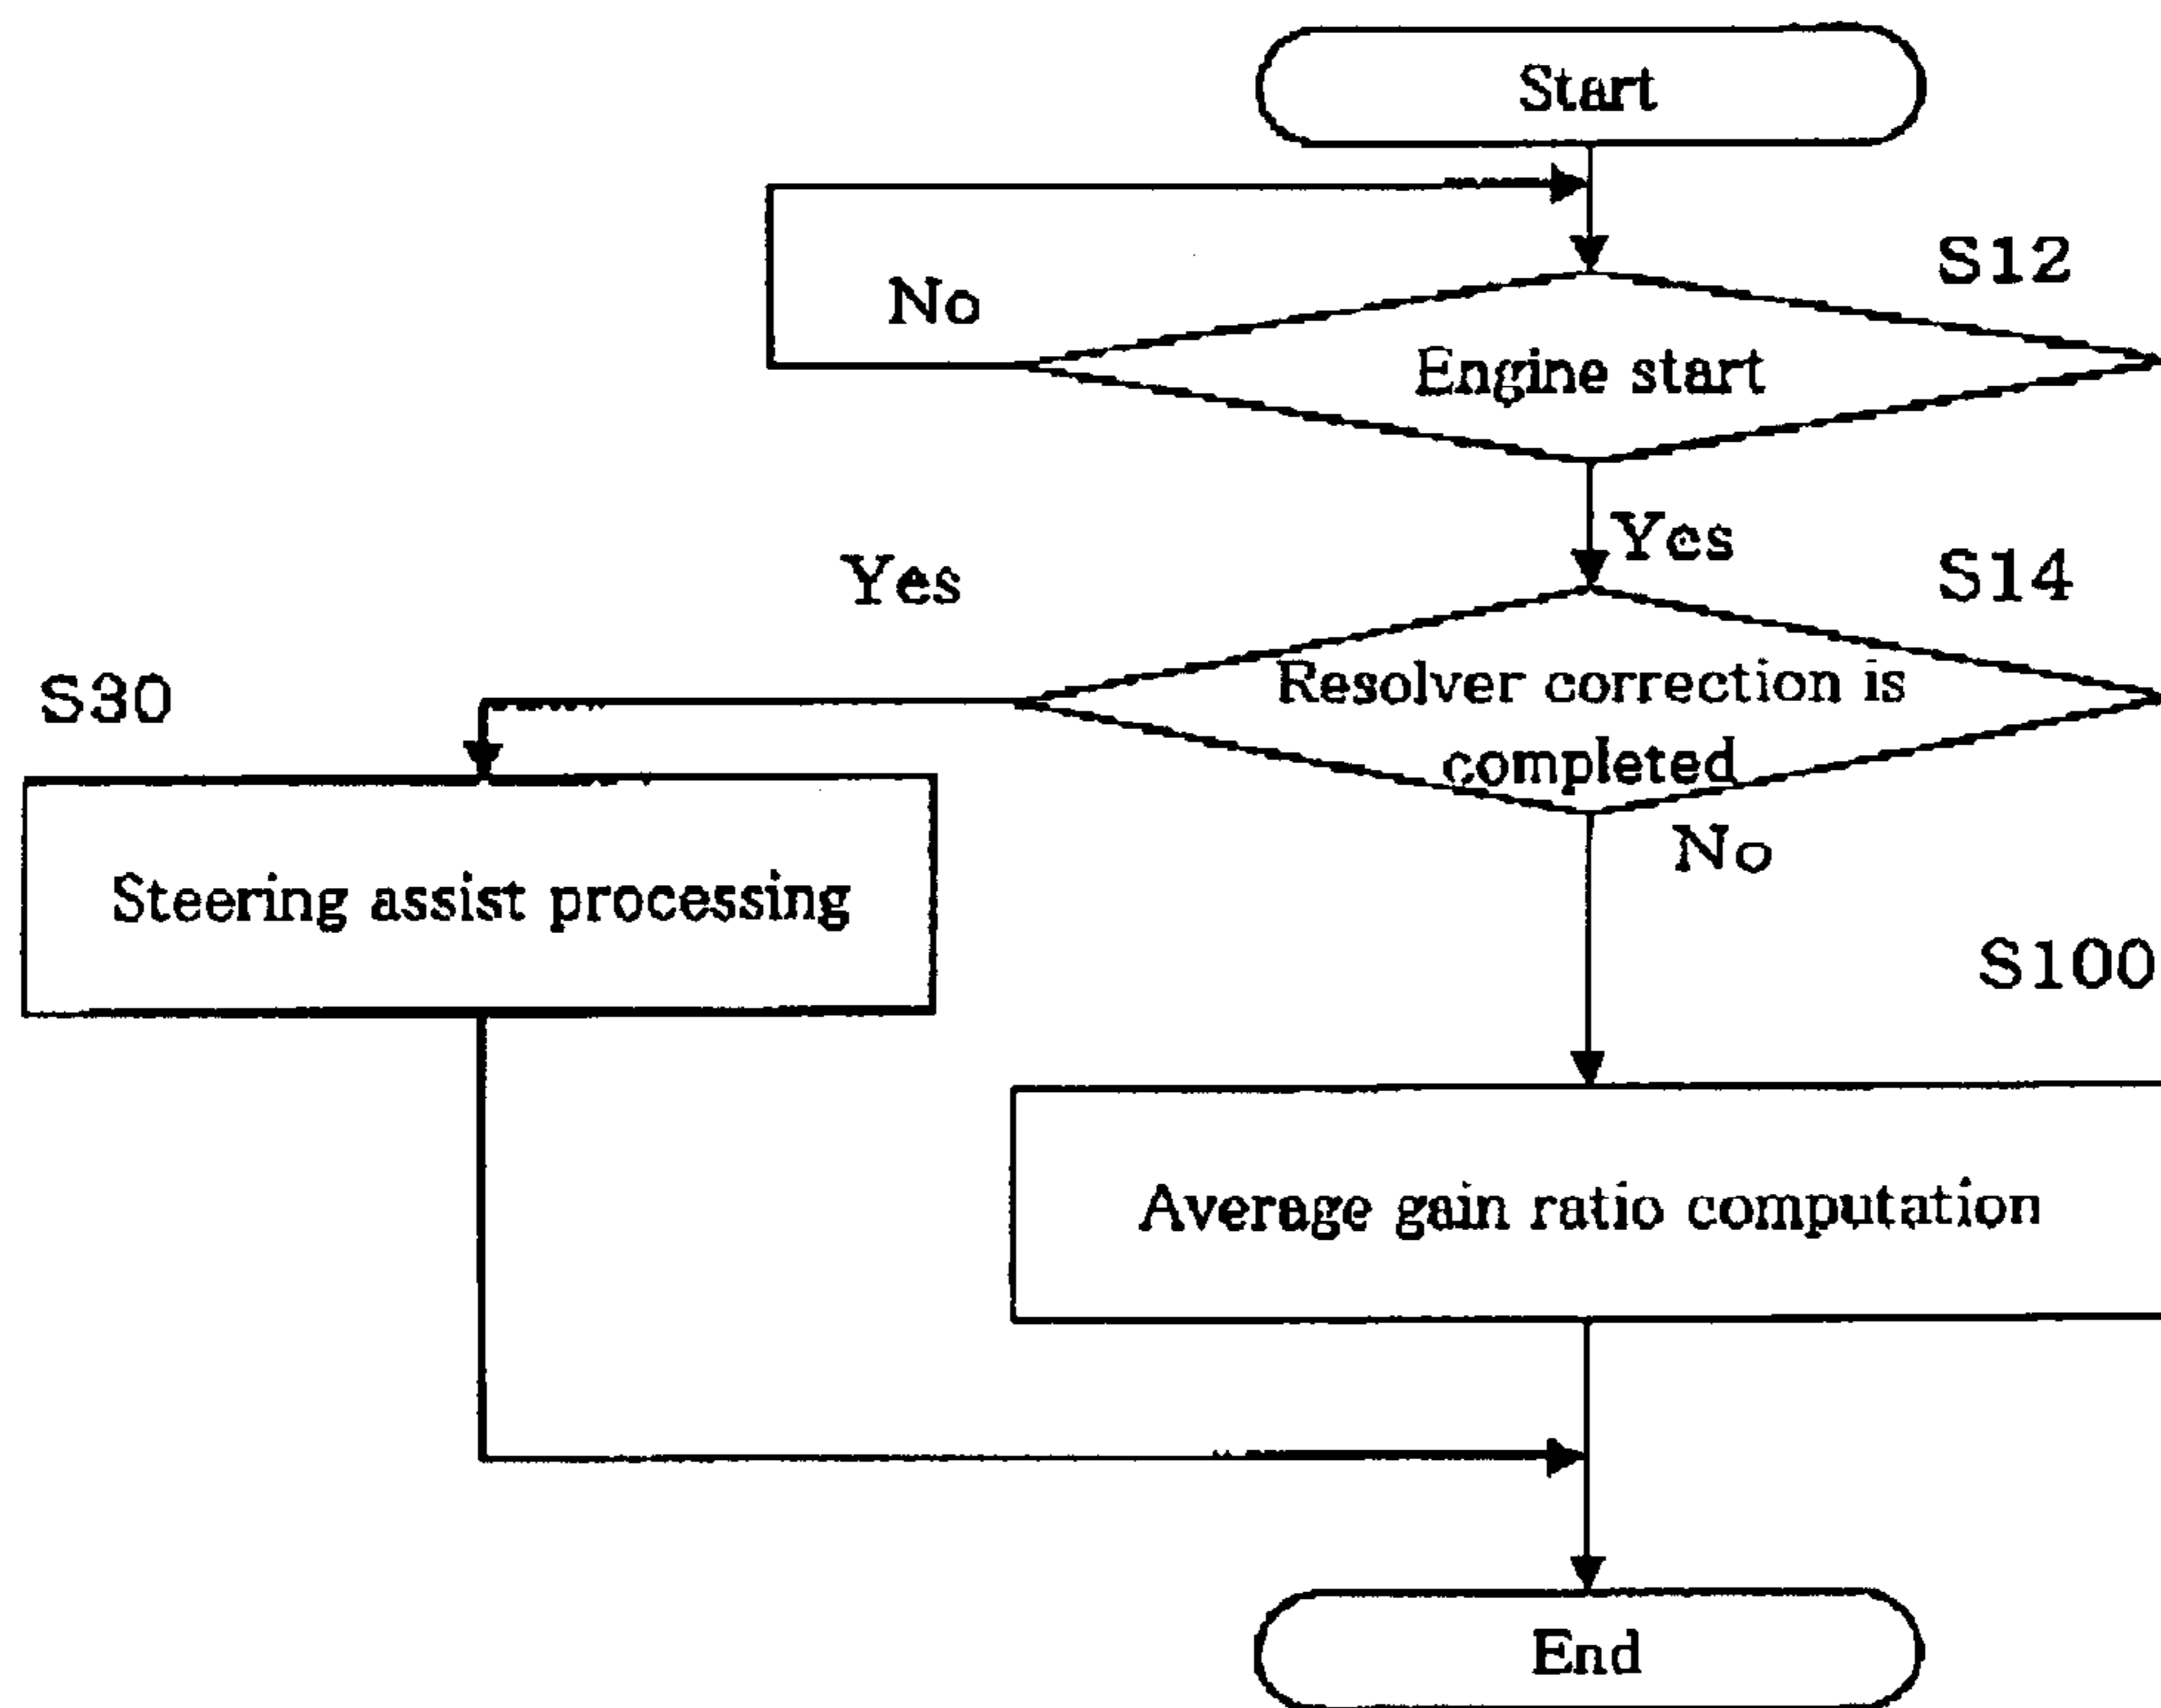 Start
S12
No
Engine start
Yes
Yes
S14
Resolver correction is
completed
S30
No
Steering assist processing
S100
Average gain ratio computation
End